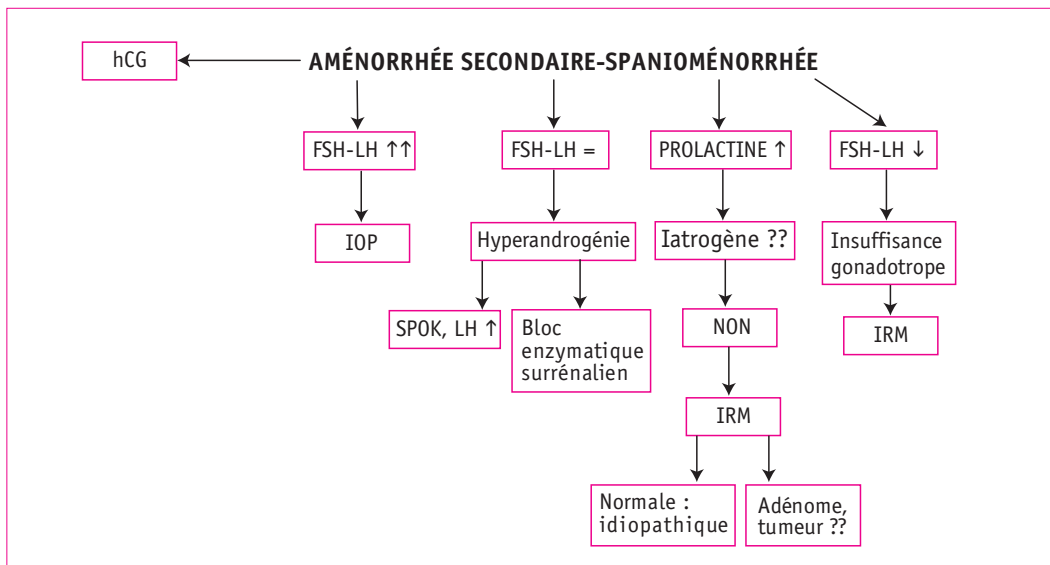 hCG
AMÉNORRHÉE SECONDAIRE-SPANIOMÉNORRHÉE
FSH-LH ↑↑
FSH-LH =
PROLACTINE ↑
FSH-LH ↓
IOP
Hyperandrogénie
Iatrogène ??
Insuffisance
gonadotrope
SPOK, LH ↑
Bloc
enzymatique
surrénalien
NON
IRM
IRM
Normale :
idiopathique
Adénome,
tumeur ??